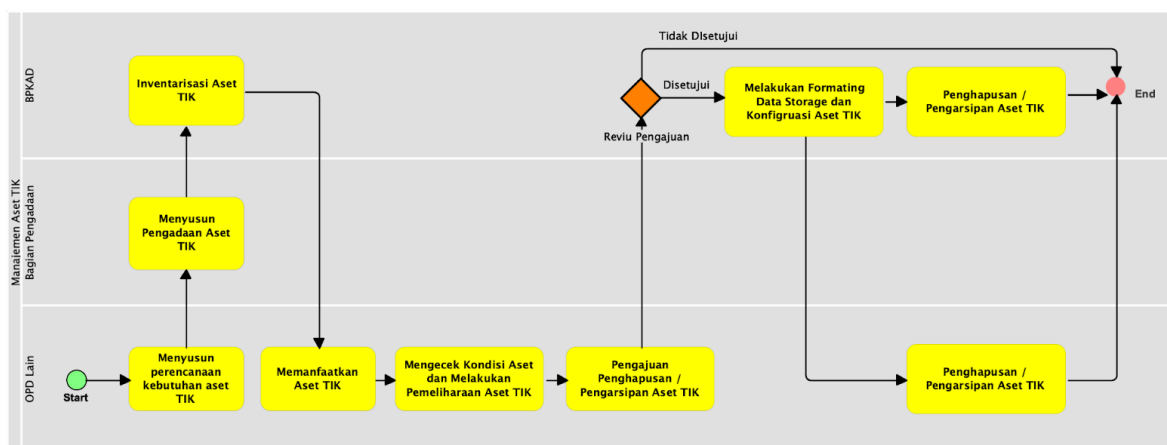 Manajemen Aset TIK
BPKAD
Inventarisasi Aset
TIK
Tidak DIsetujui
Disetujui
Reviu Pengajuan
Melakukan Formating
Data Storage dan
Konfigruasi Aset TIK
Penghapusan /
Pengarsipan Aset TIK
End
Bagian Pengadaan
Menyusun
Pengadaan Aset
TIK
OPD Lain
Start
Menyusun
perencanaan
kebutuhan aset
TIK
Memanfaatkan
Aset TIK
Mengecek Kondisi Aset
dan Melakukan
Pemeliharaan Aset TIK
Pengajuan
Penghapusan /
Pengarsipan Aset TIK
Penghapusan /
Pengarsipan Aset TIK